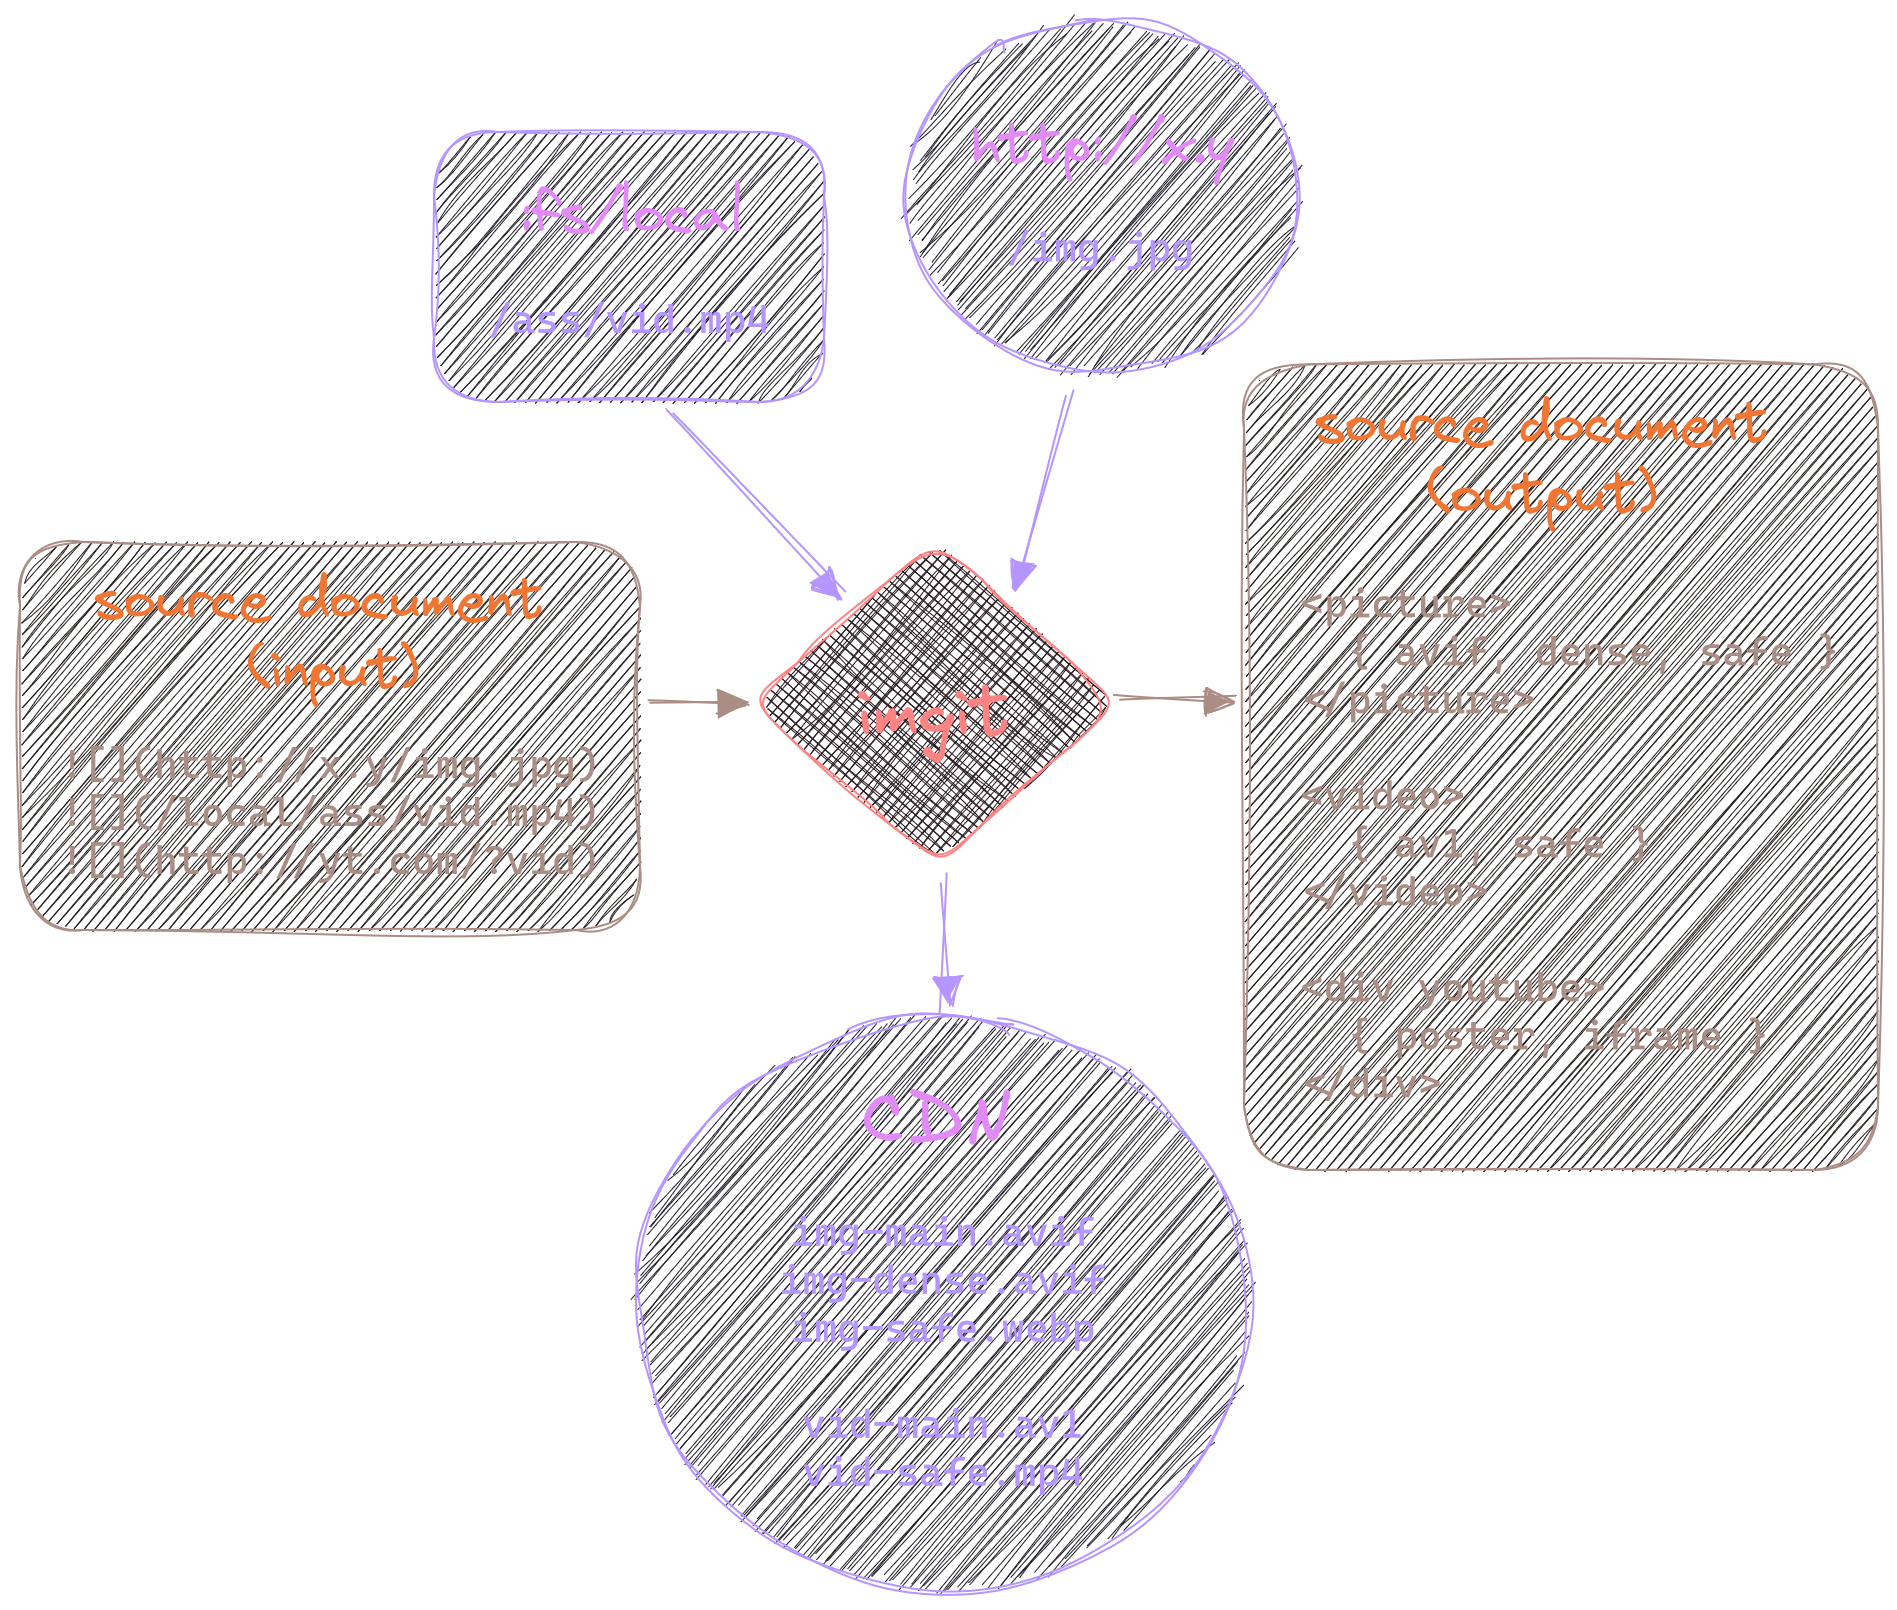 http://x.y
/img.jpg
:fs/local
/ass/vid.mp4
source document
(input)
![](http://x.y/img.jpg)
![](/local/ass/vid.mp4)
![](http://yt.com/?vid)
imgit
source document
(output)
<picture>
{ avif, dense, safe }
</picture>
<video>
{ av1, safe }
</video>
<div youtube>
{ poster, iframe }
</div>
CDN
img-main.avif
img-dense.avif
img-safe.webp
vid-main.av1
vid-safe.mp4